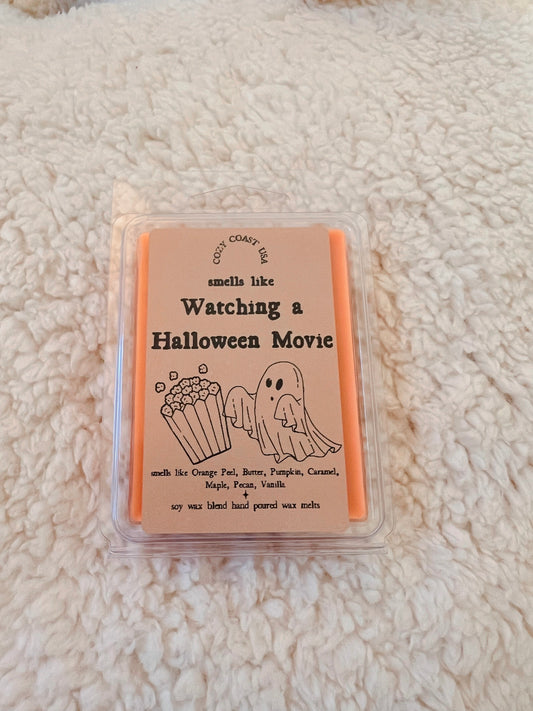 COZY COAST USA
smells like
Watching a
Halloween Movie
smells like Orange Peel, Butter, Pumpkin, Caramel,
Maple, Pecan, Vanilla
soy wax blend hand poured wax melts